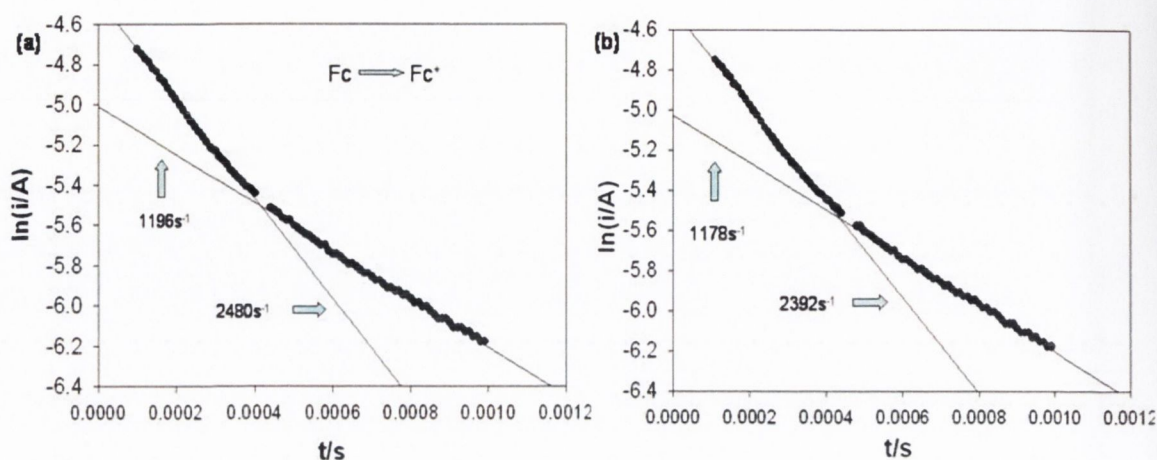 (a)
-4.6
-4.8
-5.0
-5.2
-5.4
-5.6
-5.8
-6.0
-6.2
-6.4
ln(i/A)
Fc Fc⁺
1196s⁻¹
2480s⁻¹
0.0000 0.0002 0.0004 0.0006 0.0008 0.0010 0.0012
t/s
(b)
-4.6
-4.8
-5.0
-5.2
-5.4
-5.6
-5.8
-6.0
-6.2
-6.4
ln(i/A)
1178s⁻¹
2392s⁻¹
0.0000 0.0002 0.0004 0.0006 0.0008 0.0010 0.0012
t/s